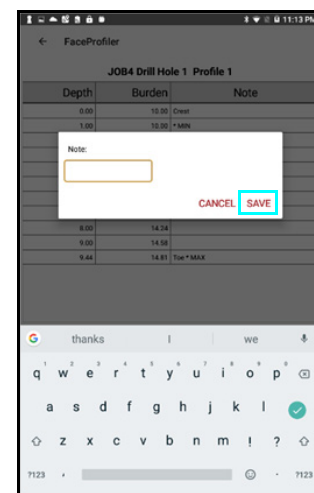 11:13 PM
FaceProfiler
JOB4 Drill Hole 1 Profile 1
Depth Burden Note
0.00 10.00 Crest
1.00 10.00 * MIN
Note:
CANCEL SAVE
8.00 14.24
9.00 14.58
9.44 14.81 Toe * MAX
G thanks I we
q w e r t y u i o p
a s d f g h j k l
z x c v b n m ! ?
?123 , . ?123